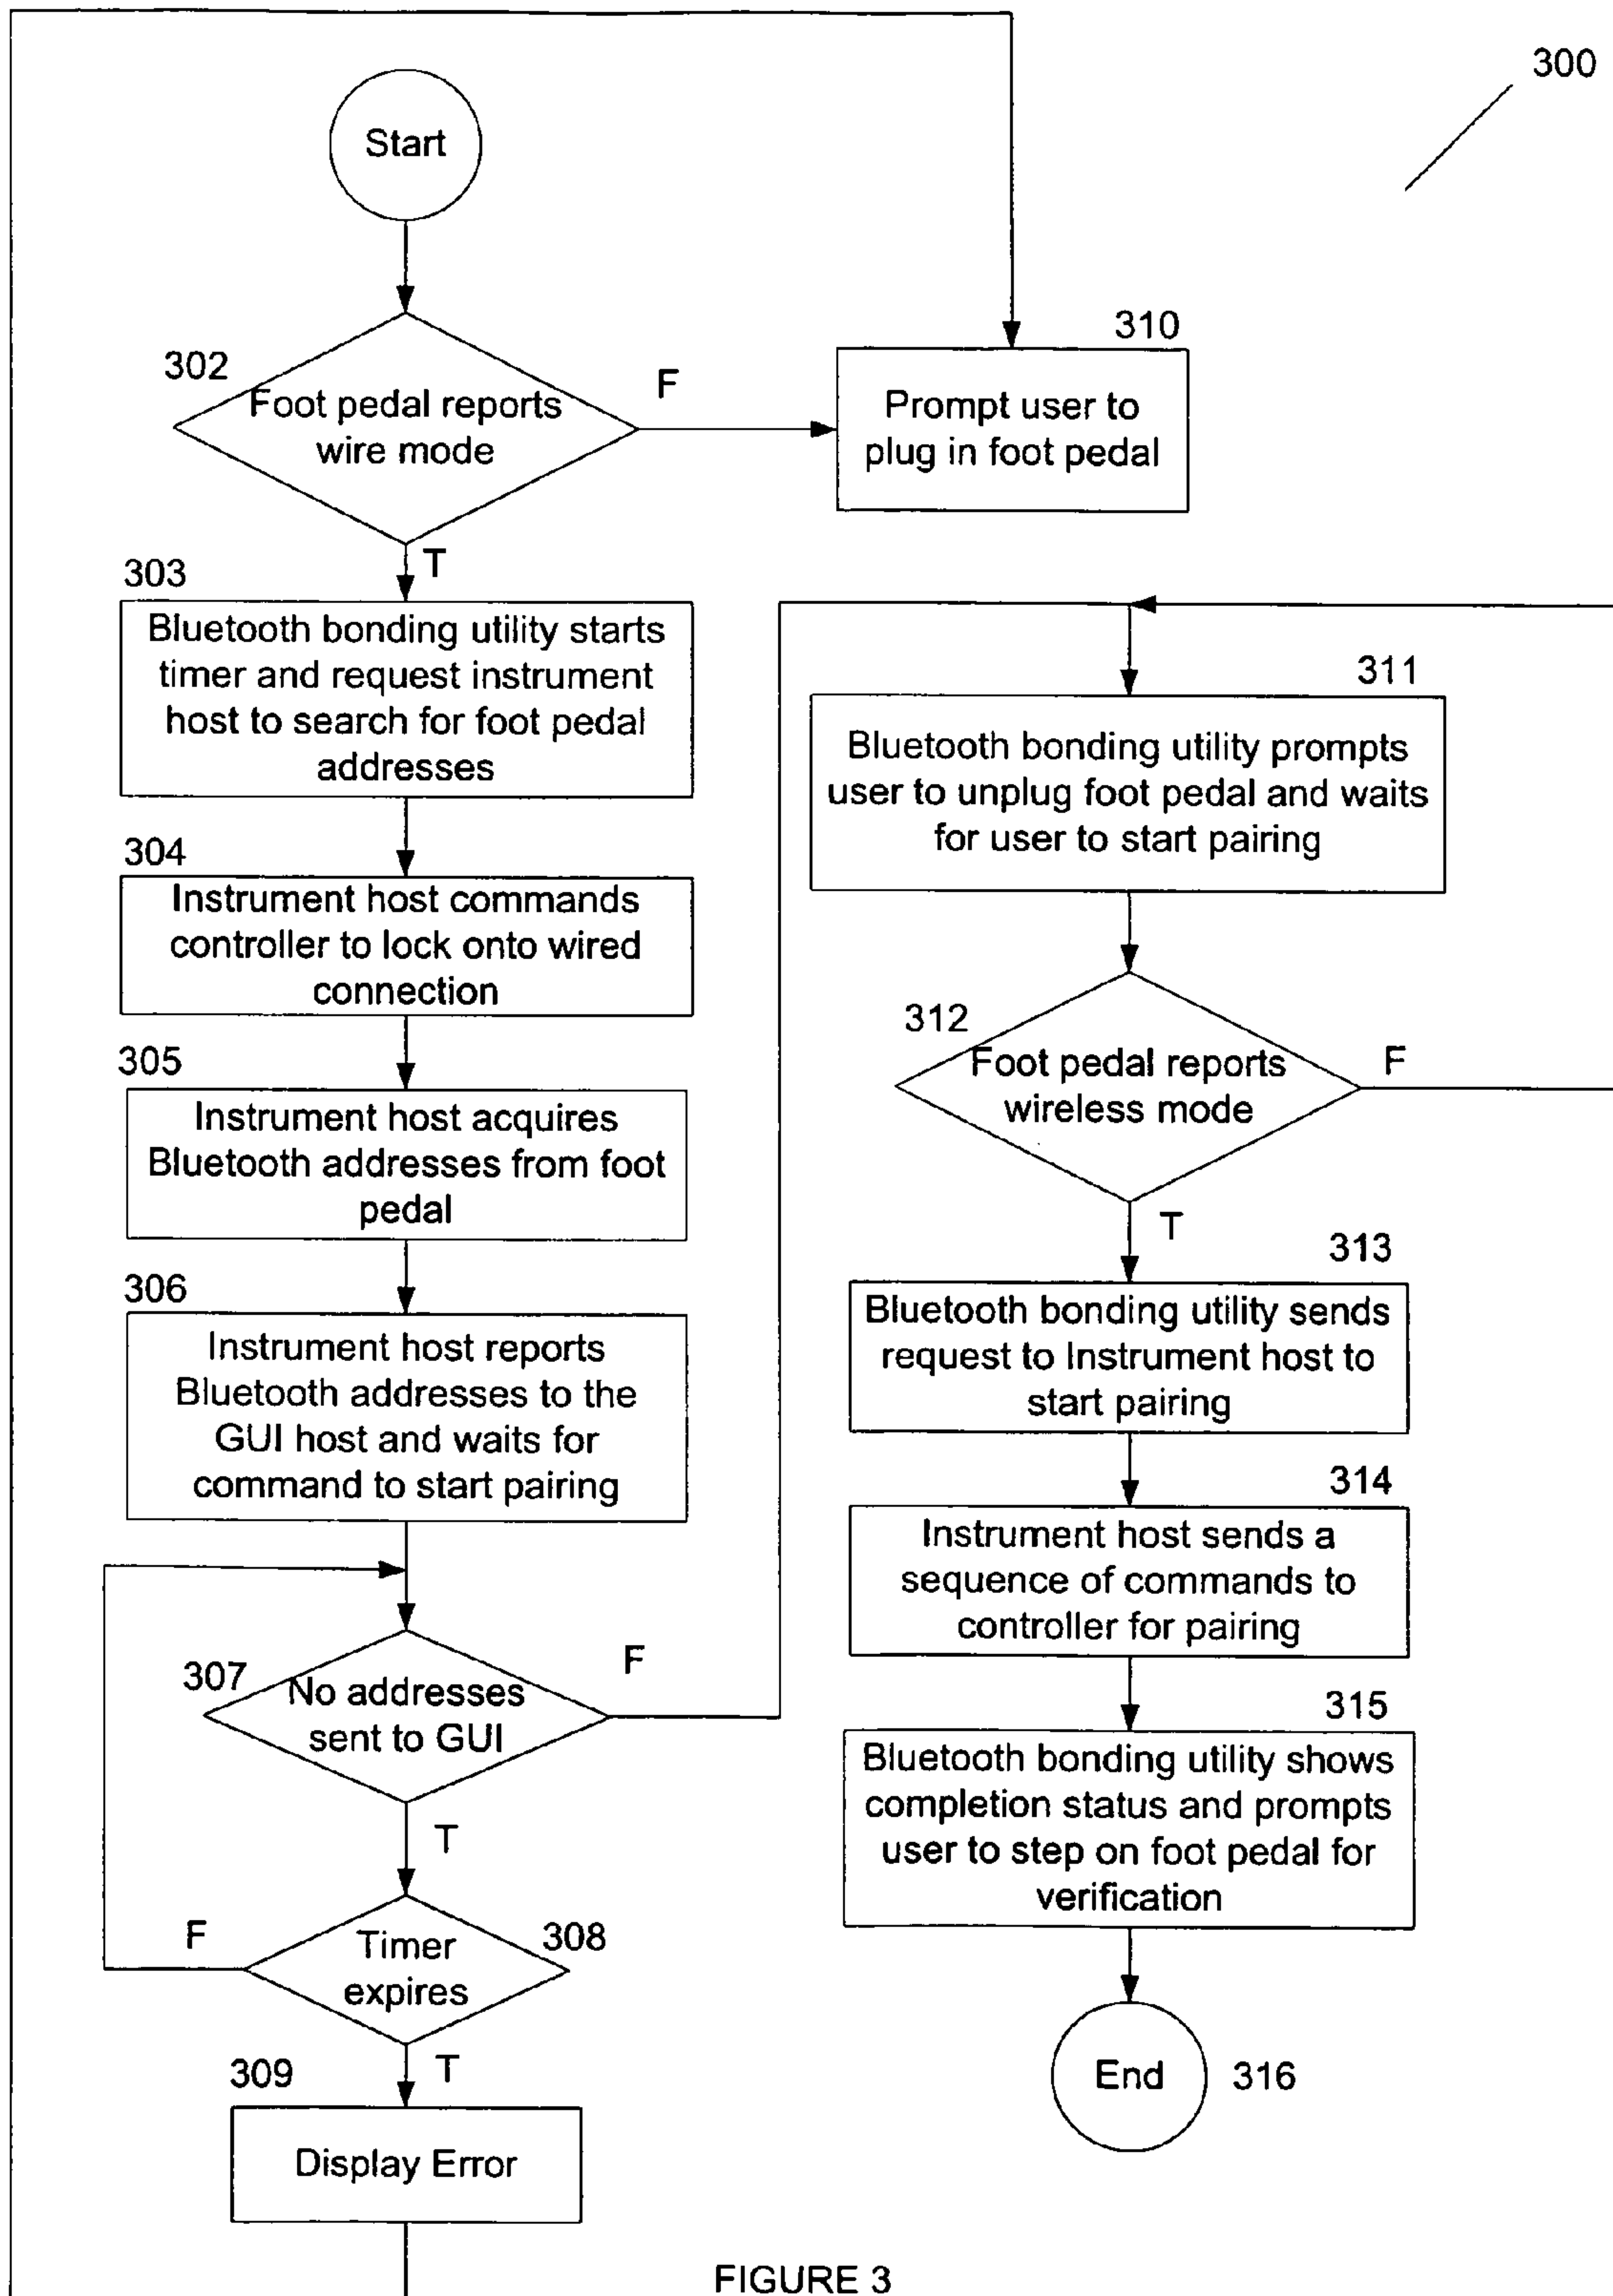 300
Start
302
Foot pedal reports
wire mode
F
T
310
Prompt user to
plug in foot pedal
303
Bluetooth bonding utility starts
timer and request instrument
host to search for foot pedal
addresses
304
Instrument host commands
controller to lock onto wired
connection
305
Instrument host acquires
Bluetooth addresses from foot
pedal
306
Instrument host reports
Bluetooth addresses to the
GUI host and waits for
command to start pairing
307
No addresses
sent to GUI
F
T
308
Timer
expires
F
T
309
Display Error
311
Bluetooth bonding utility prompts
user to unplug foot pedal and waits
for user to start pairing
312
Foot pedal reports
wireless mode
F
T
313
Bluetooth bonding utility sends
request to Instrument host to
start pairing
314
Instrument host sends a
sequence of commands to
controller for pairing
315
Bluetooth bonding utility shows
completion status and prompts
user to step on foot pedal for
verification
End
316
FIGURE 3